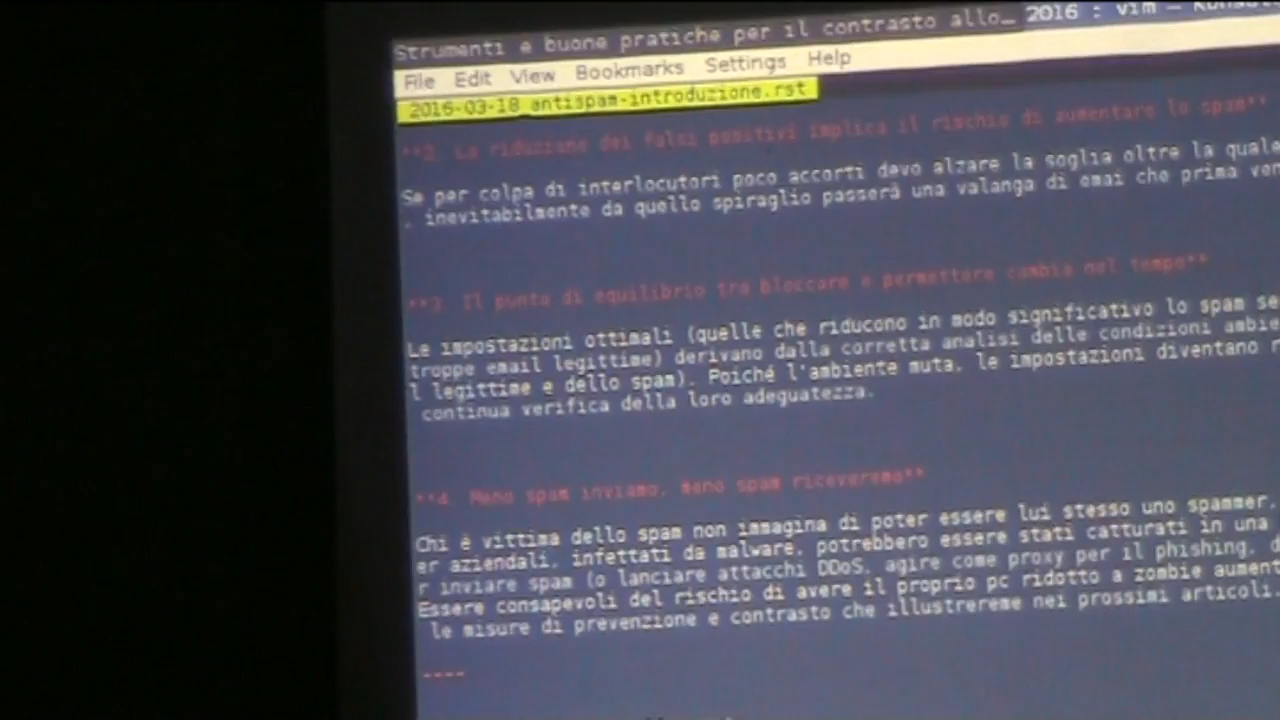 Strumenti e buone pratiche per il contrasto allo… 2016 : vim – Konsole
File Edit View Bookmarks Settings Help
2016-03-18 antispam-introduzione.rst
**2. La riduzione dei falsi positivi implica il rischio di aumentare lo spam**
Se per colpa di interlocutori poco accorti devo alzare la soglia oltre la quale
, inevitabilmente da quello spiraglio passerà una valanga di emai che prima ven
**3. Il punto di equilibrio tra bloccare e permettere cambia nel tempo**
Le impostazioni ottimali (quelle che riducono in modo significativo lo spam se
troppe email legittime) derivano dalla corretta analisi delle condizioni ambie
l legittime e dello spam). Poiché l'ambiente muta, le impostazioni diventano
continua verifica della loro adeguatezza.
**4. Meno spam inviamo, meno spam riceveremo**
Chi è vittima dello spam non immagina di poter essere lui stesso uno spammer.
er aziendali, infettati da malware, potrebbero essere stati catturati in una
r inviare spam (o lanciare attacchi DDoS, agire come proxy per il phishing, d
Essere consapevoli del rischio di avere il proprio pc ridotto a zombie aument
le misure di prevenzione e contrasto che illustrereme nei prossimi articoli.
----